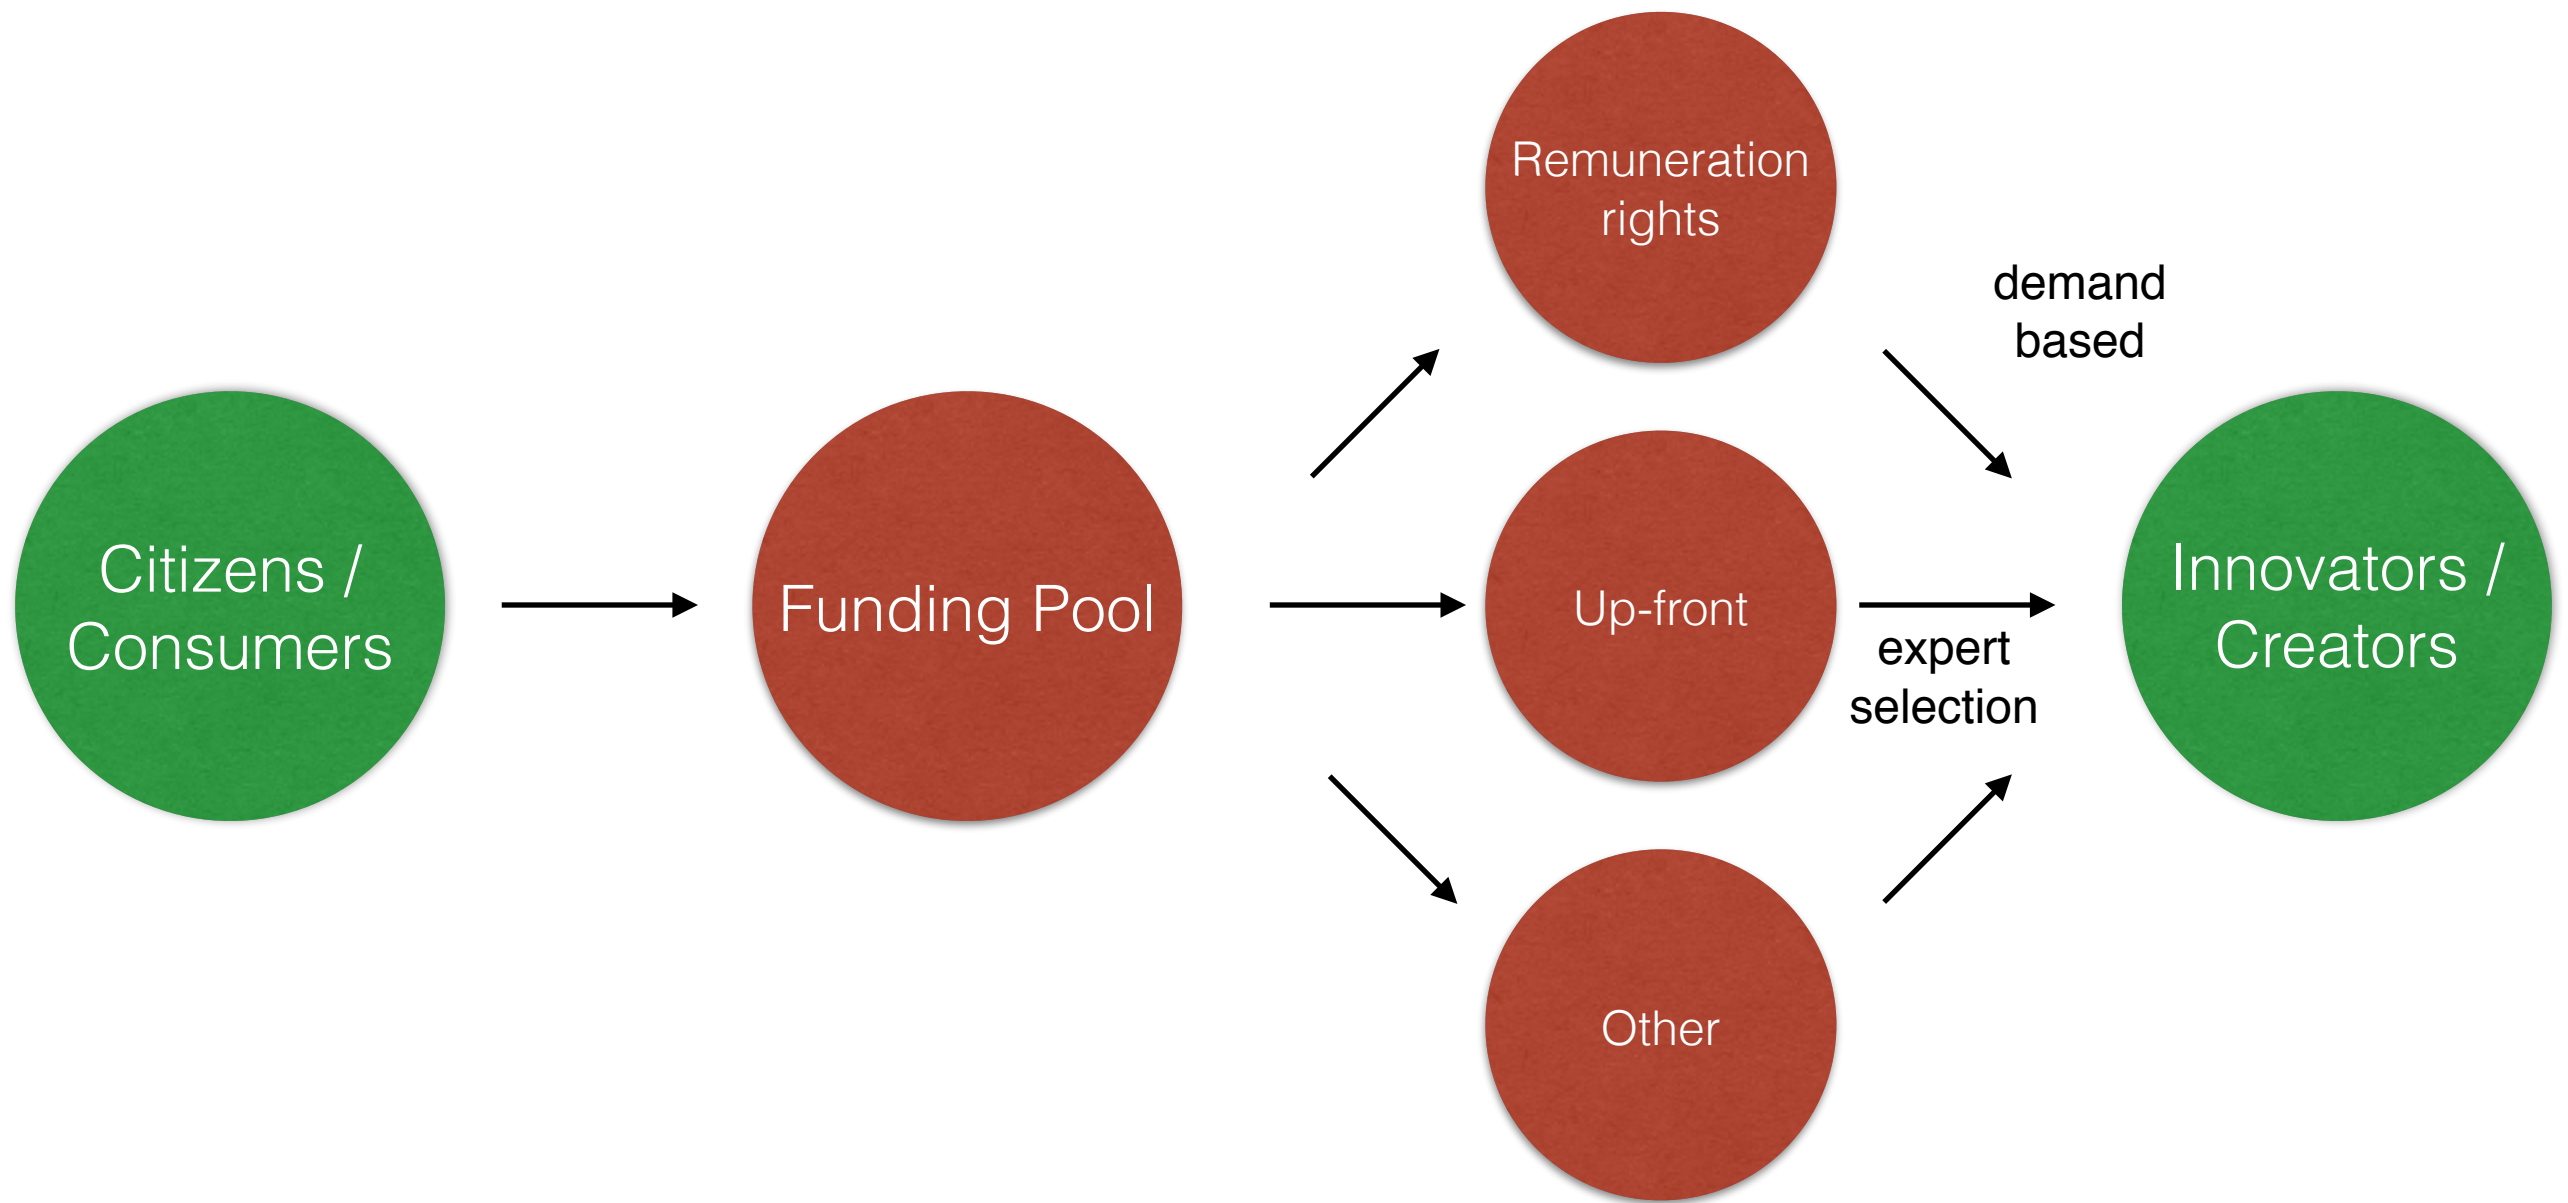 Citizens /
Consumers
Funding Pool
Remuneration
rights
Up-front
Other
demand
based
expert
selection
Innovators /
Creators